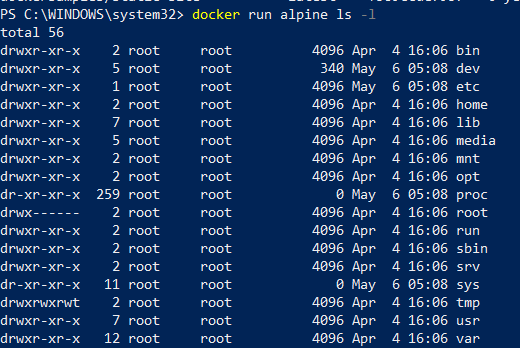 PS C:\WINDOWS\system32> docker run alpine ls -l
total 56
drwxr-xr-x    2 root     root          4096 Apr  4 16:06 bin
drwxr-xr-x    5 root     root           340 May  6 05:08 dev
drwxr-xr-x    1 root     root          4096 May  6 05:08 etc
drwxr-xr-x    2 root     root          4096 Apr  4 16:06 home
drwxr-xr-x    7 root     root          4096 Apr  4 16:06 lib
drwxr-xr-x    5 root     root          4096 Apr  4 16:06 media
drwxr-xr-x    2 root     root          4096 Apr  4 16:06 mnt
drwxr-xr-x    2 root     root          4096 Apr  4 16:06 opt
dr-xr-xr-x  259 root     root             0 May  6 05:08 proc
drwx------    2 root     root          4096 Apr  4 16:06 root
drwxr-xr-x    2 root     root          4096 Apr  4 16:06 run
drwxr-xr-x    2 root     root          4096 Apr  4 16:06 sbin
drwxr-xr-x    2 root     root          4096 Apr  4 16:06 srv
dr-xr-xr-x   11 root     root             0 May  6 05:08 sys
drwxrwxrwt    2 root     root          4096 Apr  4 16:06 tmp
drwxr-xr-x    7 root     root          4096 Apr  4 16:06 usr
drwxr-xr-x   12 root     root          4096 Apr  4 16:06 var